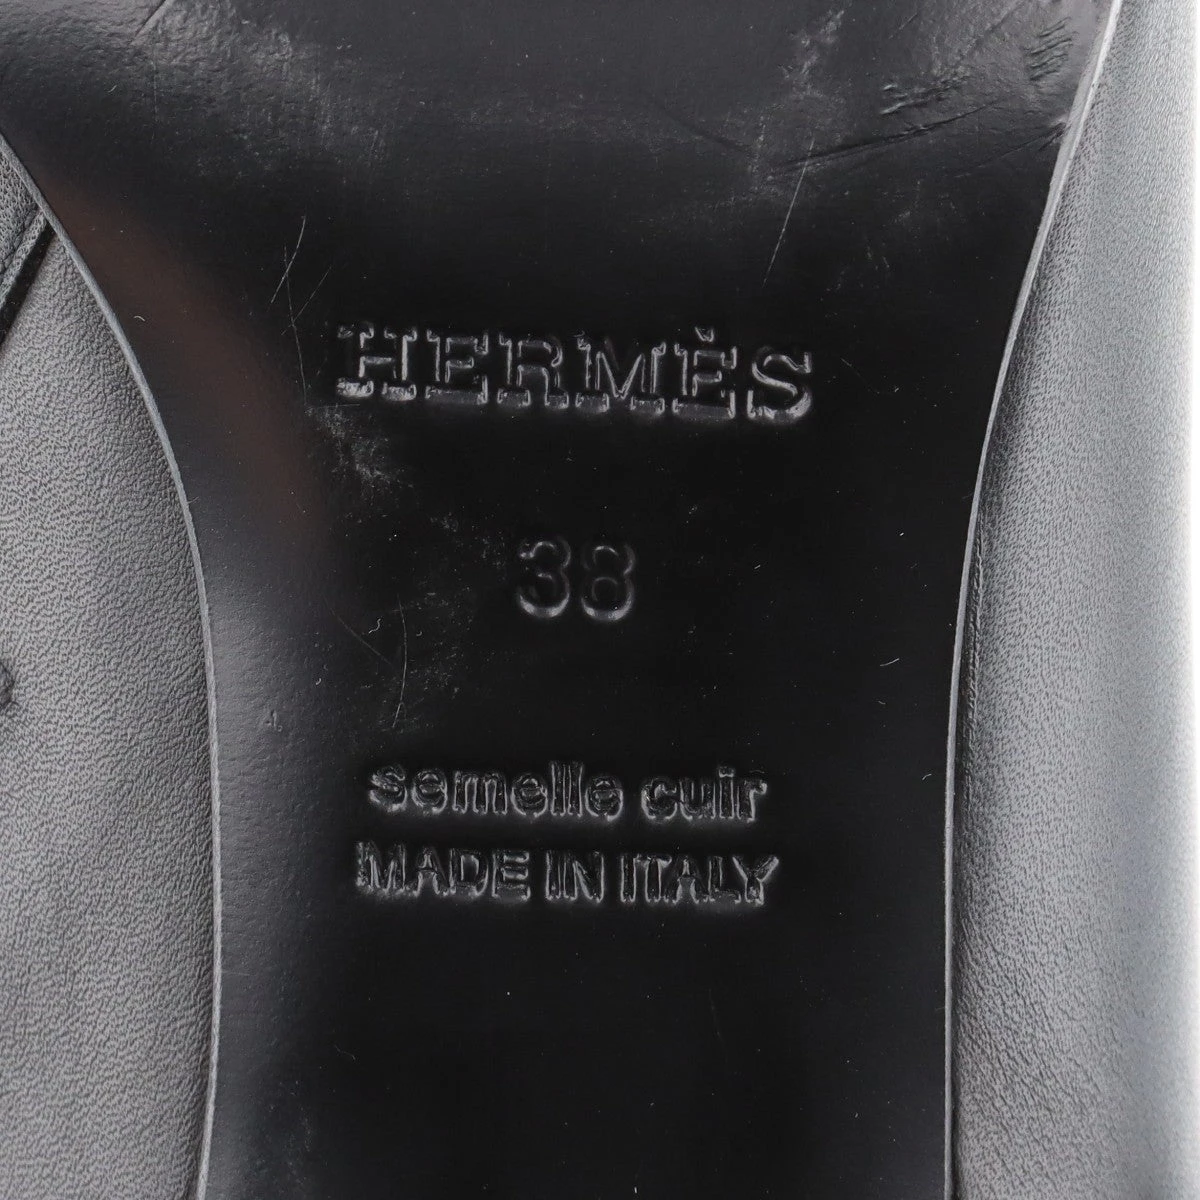 HERMÈS
38
semelle cuir
MADE IN ITALY